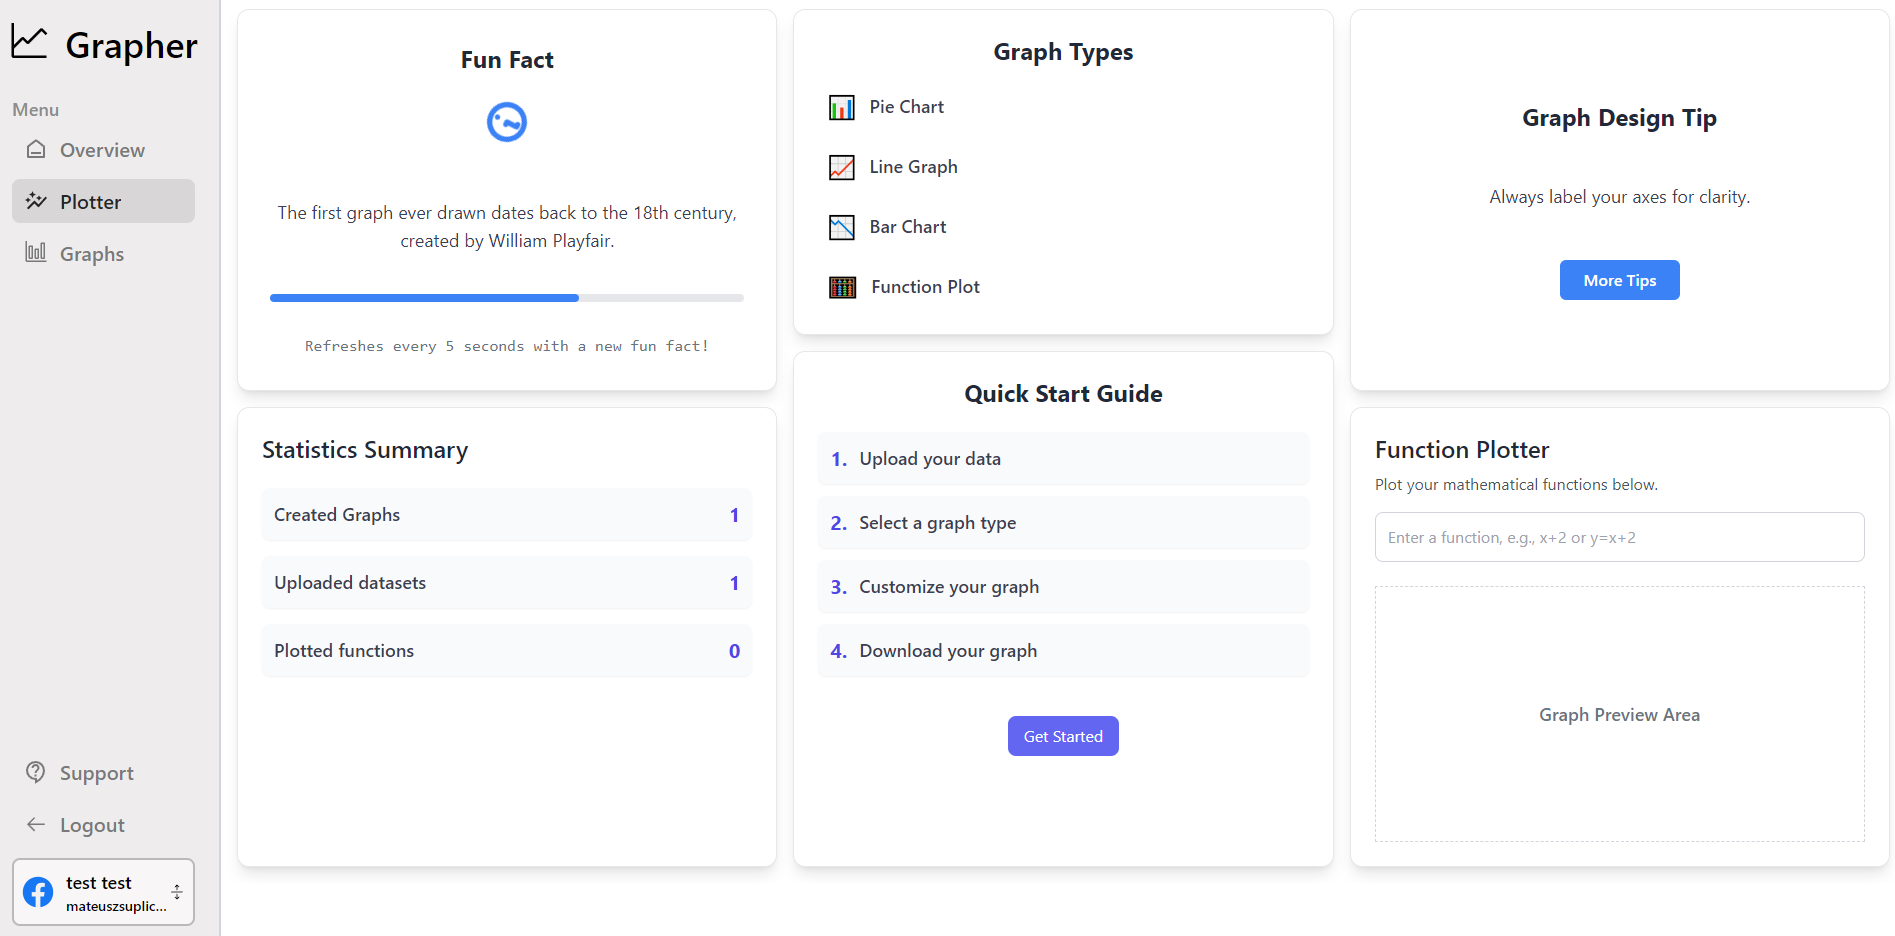 Grapher
Menu
Overview
Plotter
Graphs
Support
Logout
test test
mateuszsuplic...
Fun Fact
The first graph ever drawn dates back to the 18th century,
created by William Playfair.
Refreshes every 5 seconds with a new fun fact!
Statistics Summary
Created Graphs 1
Uploaded datasets 1
Plotted functions 0
Graph Types
Pie Chart
Line Graph
Bar Chart
Function Plot
Quick Start Guide
1. Upload your data
2. Select a graph type
3. Customize your graph
4. Download your graph
Get Started
Graph Design Tip
Always label your axes for clarity.
More Tips
Function Plotter
Plot your mathematical functions below.
Enter a function, e.g., x+2 or y=x+2
Graph Preview Area